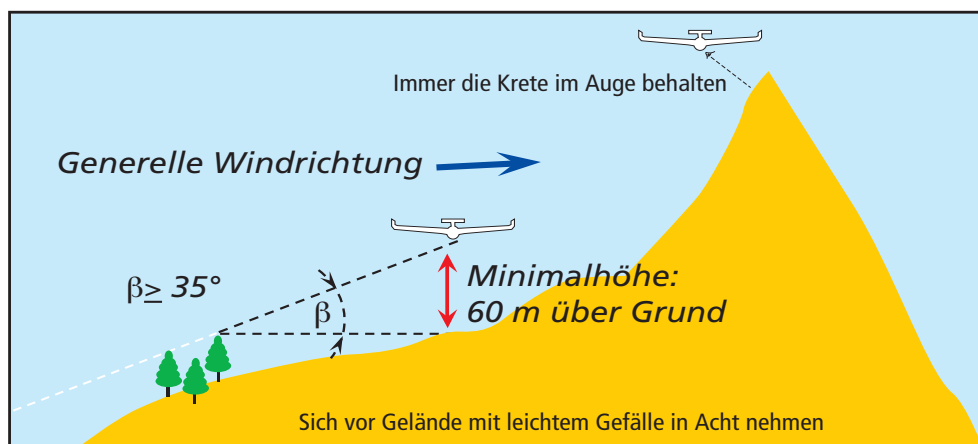 Immer die Krete im Auge behalten
Generelle Windrichtung
β≥ 35°
β
Minimalhöhe:
60 m über Grund
Sich vor Gelände mit leichtem Gefälle in Acht nehmen